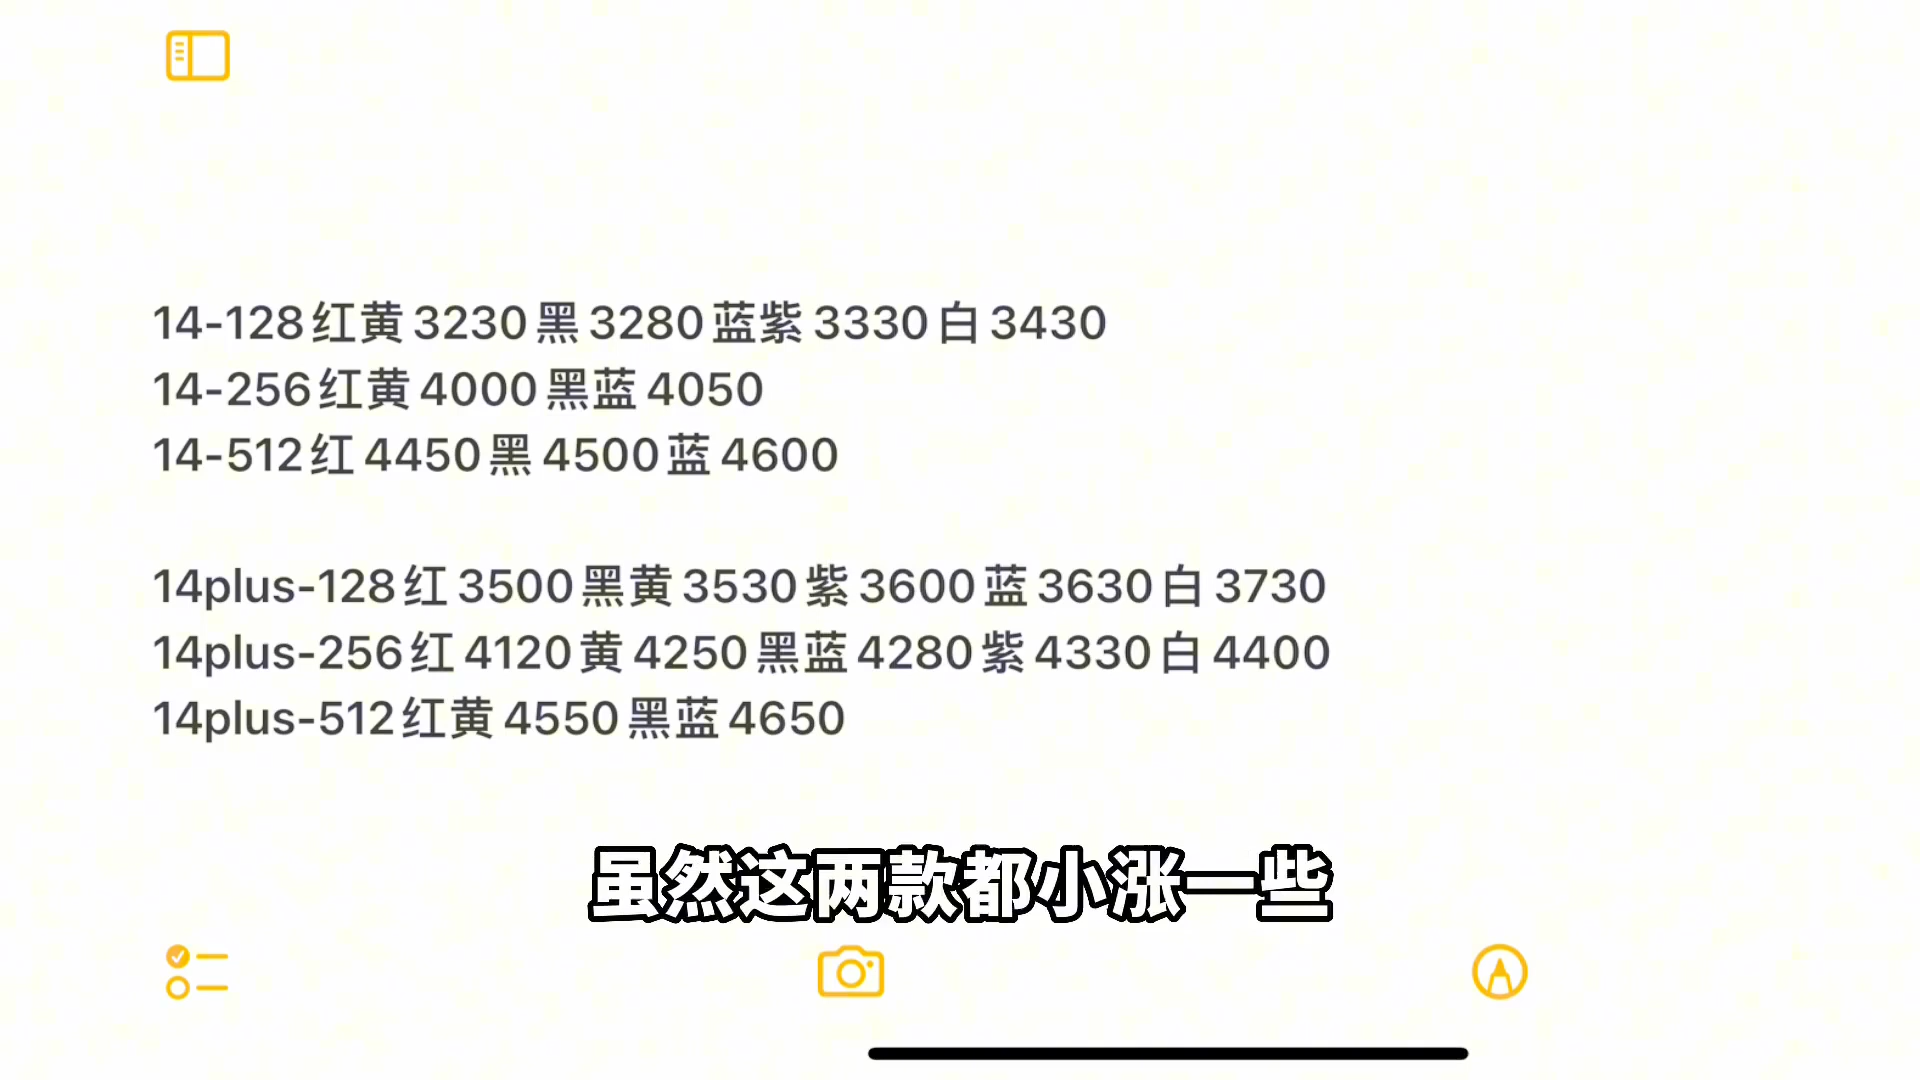 14-128红黄3230黑3280蓝紫3330白3430
14-256红黄4000黑蓝4050
14-512红4450黑4500蓝4600
14plus-128红3500黑黄3530紫3600蓝3630白3730
14plus-256红4120黄4250黑蓝4280紫4330白4400
14plus-512红黄4550黑蓝4650
虽然这两款都小涨一些